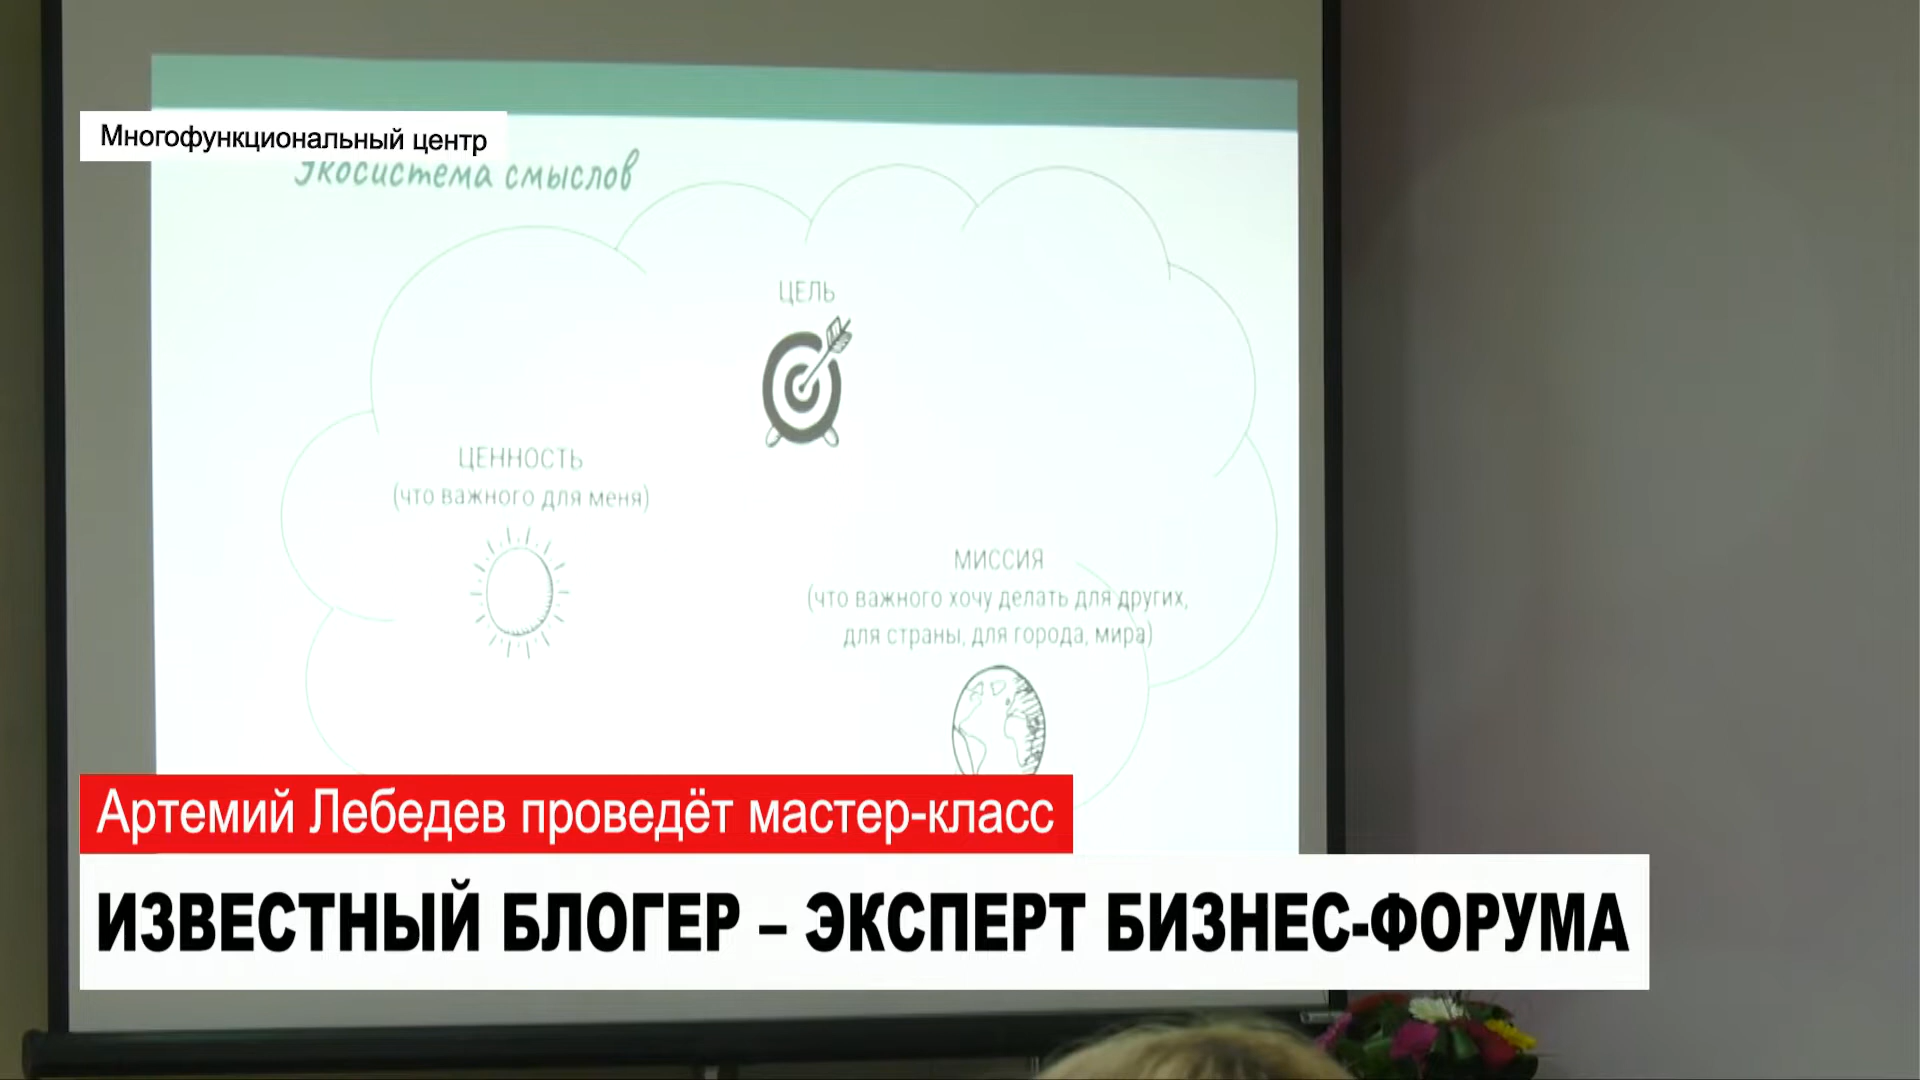 Многофункциональный центр
Экосистема смыслов
ЦЕЛЬ
ЦЕННОСТЬ
(что важного для меня)
МИССИЯ
(что важного хочу делать для других,
для страны, для города, мира)
Артемий Лебедев проведёт мастер-класс
ИЗВЕСТНЫЙ БЛОГЕР – ЭКСПЕРТ БИЗНЕС-ФОРУМА